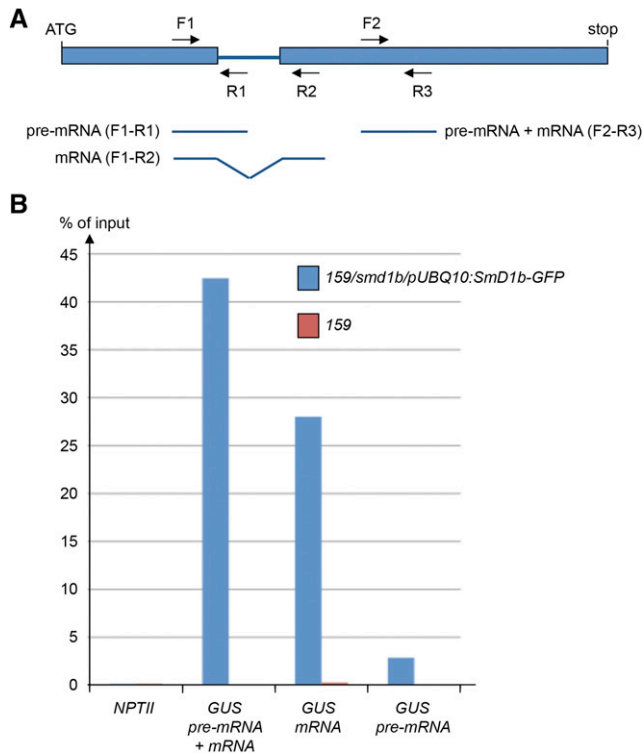 A
ATG
F1
F2
stop
R1
R2
R3
pre-mRNA (F1-R1)
pre-mRNA + mRNA (F2-R3)
mRNA (F1-R2)
B
% of input
45
40
35
30
25
20
15
10
5
0
159/smd1b/pUBQ10:SmD1b-GFP
159
NPTII
GUS
pre-mRNA
+ mRNA
GUS
mRNA
GUS
pre-mRNA